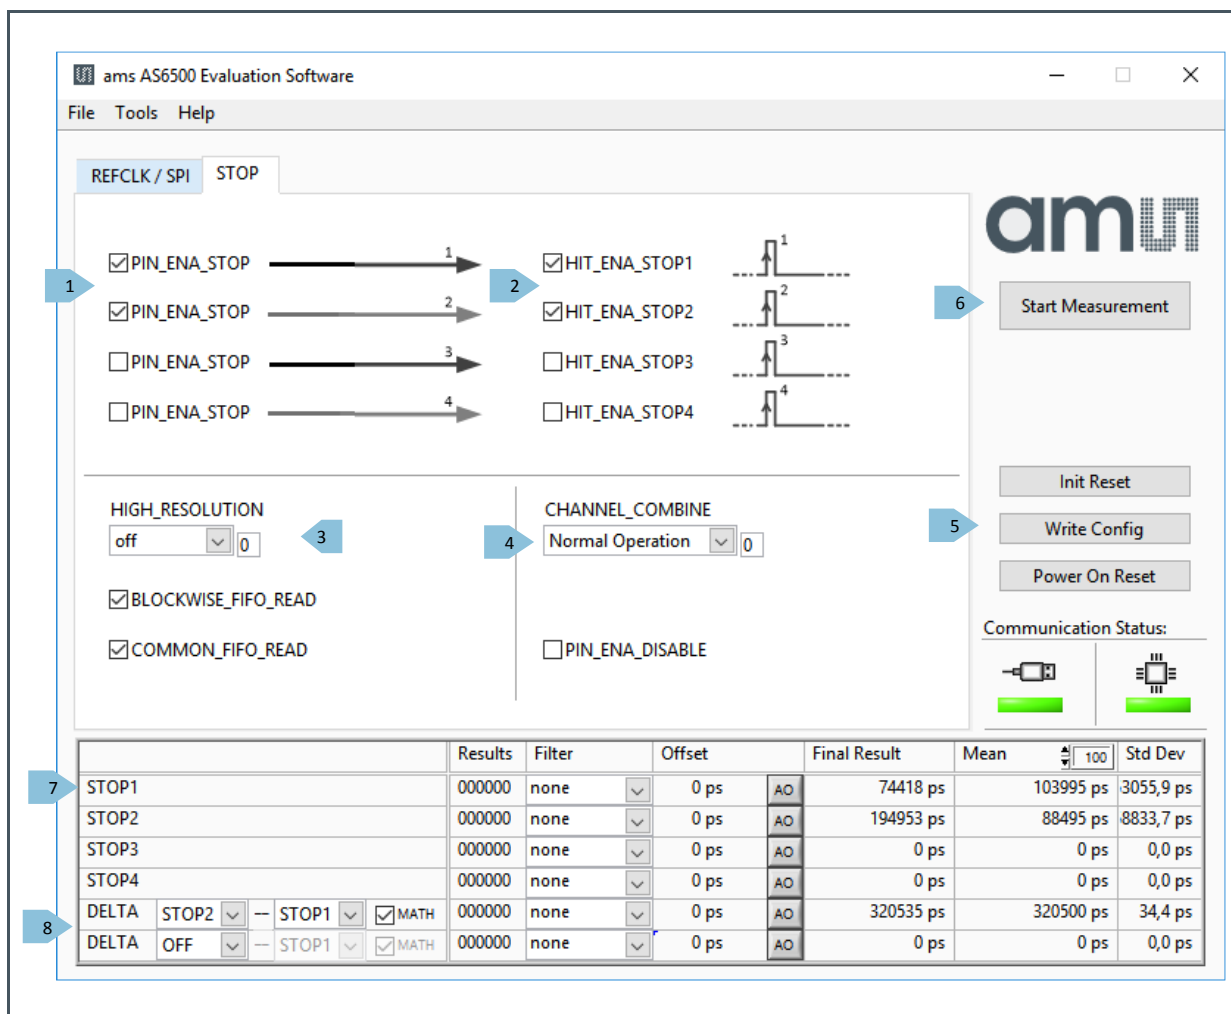 ams AS6500 Evaluation Software
File Tools Help
REFCLK / SPI STOP
ams
1 PIN_ENA_STOP 1 2 HIT_ENA_STOP1 1
PIN_ENA_STOP 2 HIT_ENA_STOP2 2
6 Start Measurement
PIN_ENA_STOP 3 HIT_ENA_STOP3 3
PIN_ENA_STOP 4 HIT_ENA_STOP4 4
Init Reset
HIGH_RESOLUTION CHANNEL_COMBINE
off 0 3 4 Normal Operation 0
5 Write Config
Power On Reset
BLOCKWISE_FIFO_READ
Communication Status:
COMMON_FIFO_READ PIN_ENA_DISABLE
Results Filter Offset Final Result Mean 100 Std Dev
7 STOP1 000000 none 0 ps AO 74418 ps 103995 ps 3055,9 ps
STOP2 000000 none 0 ps AO 194953 ps 88495 ps 8833,7 ps
STOP3 000000 none 0 ps AO 0 ps 0 ps 0,0 ps
STOP4 000000 none 0 ps AO 0 ps 0 ps 0,0 ps
8 DELTA STOP2 -- STOP1 MATH 000000 none 0 ps AO 320535 ps 320500 ps 34,4 ps
DELTA OFF -- STOP1 MATH 000000 none 0 ps AO 0 ps 0 ps 0,0 ps